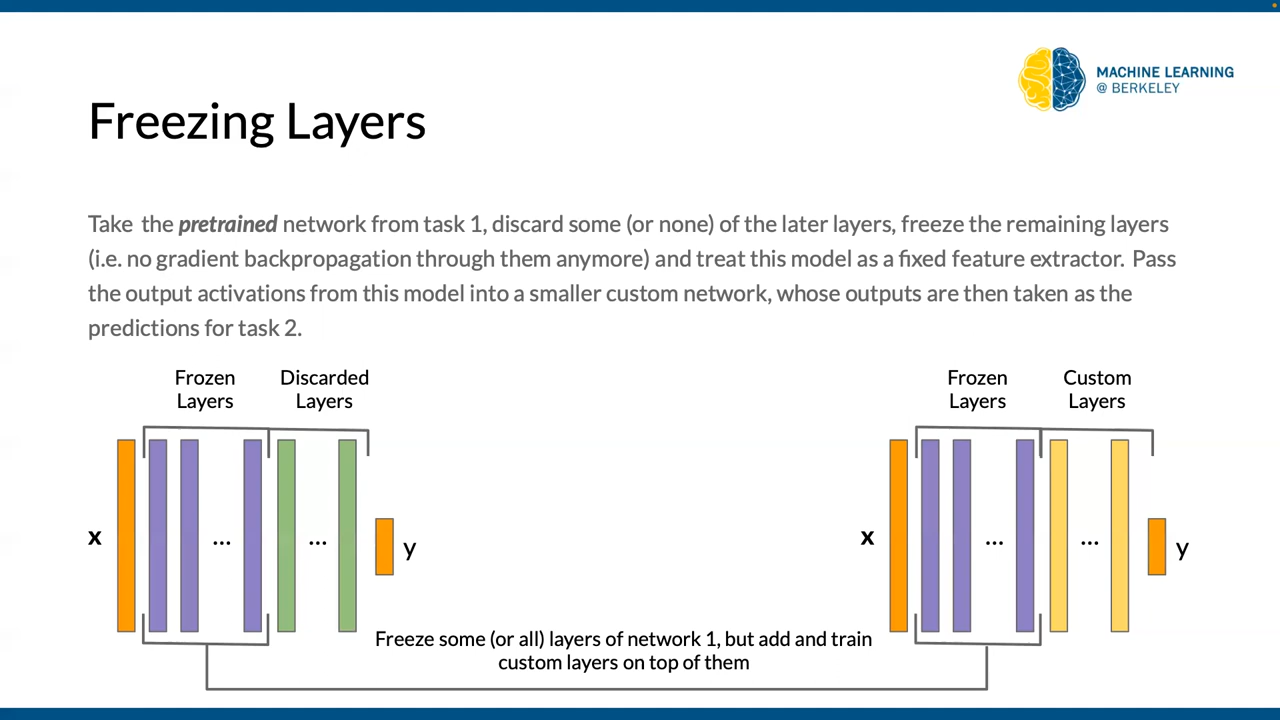 MACHINE LEARNING
@ BERKELEY
Freezing Layers
Take the pretrained network from task 1, discard some (or none) of the later layers, freeze the remaining layers
(i.e. no gradient backpropagation through them anymore) and treat this model as a fixed feature extractor. Pass
the output activations from this model into a smaller custom network, whose outputs are then taken as the
predictions for task 2.
Frozen
Layers
Discarded
Layers
Frozen
Layers
Custom
Layers
x
...
...
y
x
...
...
y
Freeze some (or all) layers of network 1, but add and train
custom layers on top of them